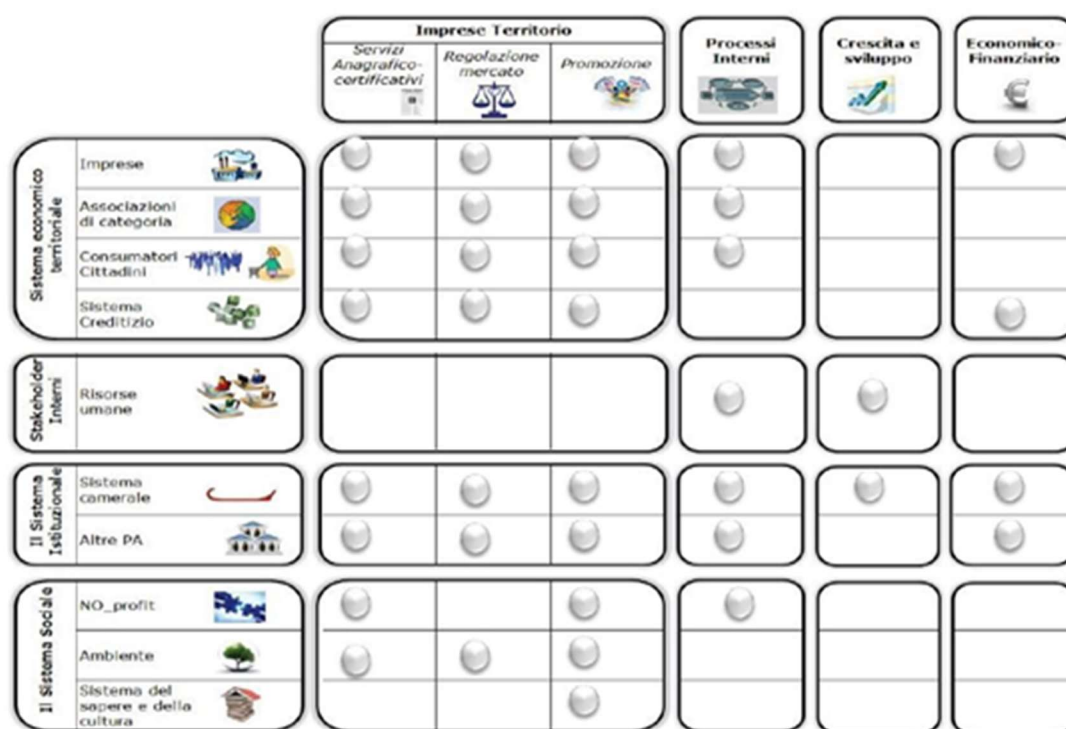 Imprese Territorio
Servizi
Anagrafico-
certificativi
Regolazione
mercato
Promozione
Processi
Interni
Crescita e
sviluppo
Economico-
Finanziario
Sistema economico
territoriale
Imprese
Associazioni
di categoria
Consumatori
Cittadini
Sistema
Creditizio
Stakeholder
Interni
Risorse
umane
Il Sistema
Istituzionale
Sistema
camerale
Altre PA
Il Sistema Sociale
NO_profit
Ambiente
Sistema del
sapere e della
cultura